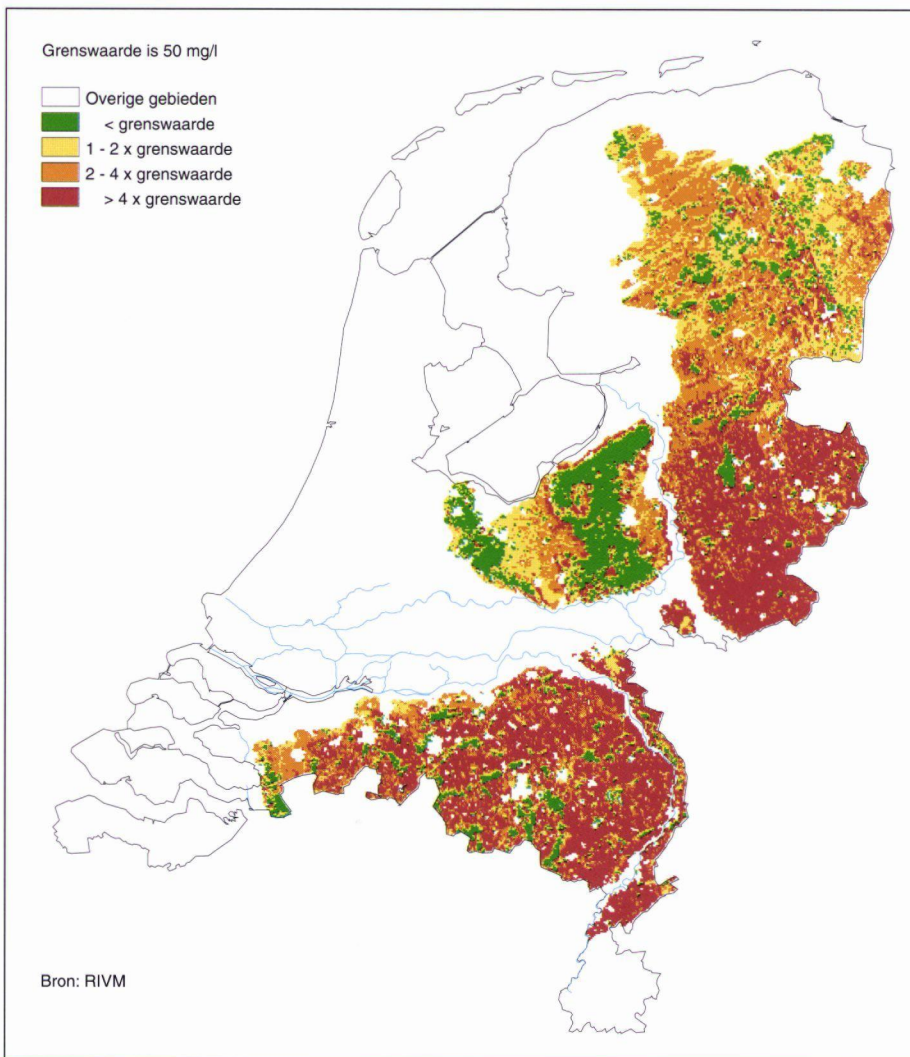 Grenswaarde is 50 mg/l
Overige gebieden
< grenswaarde
1 - 2 x grenswaarde
2 - 4 x grenswaarde
> 4 x grenswaarde
Bron: RIVM